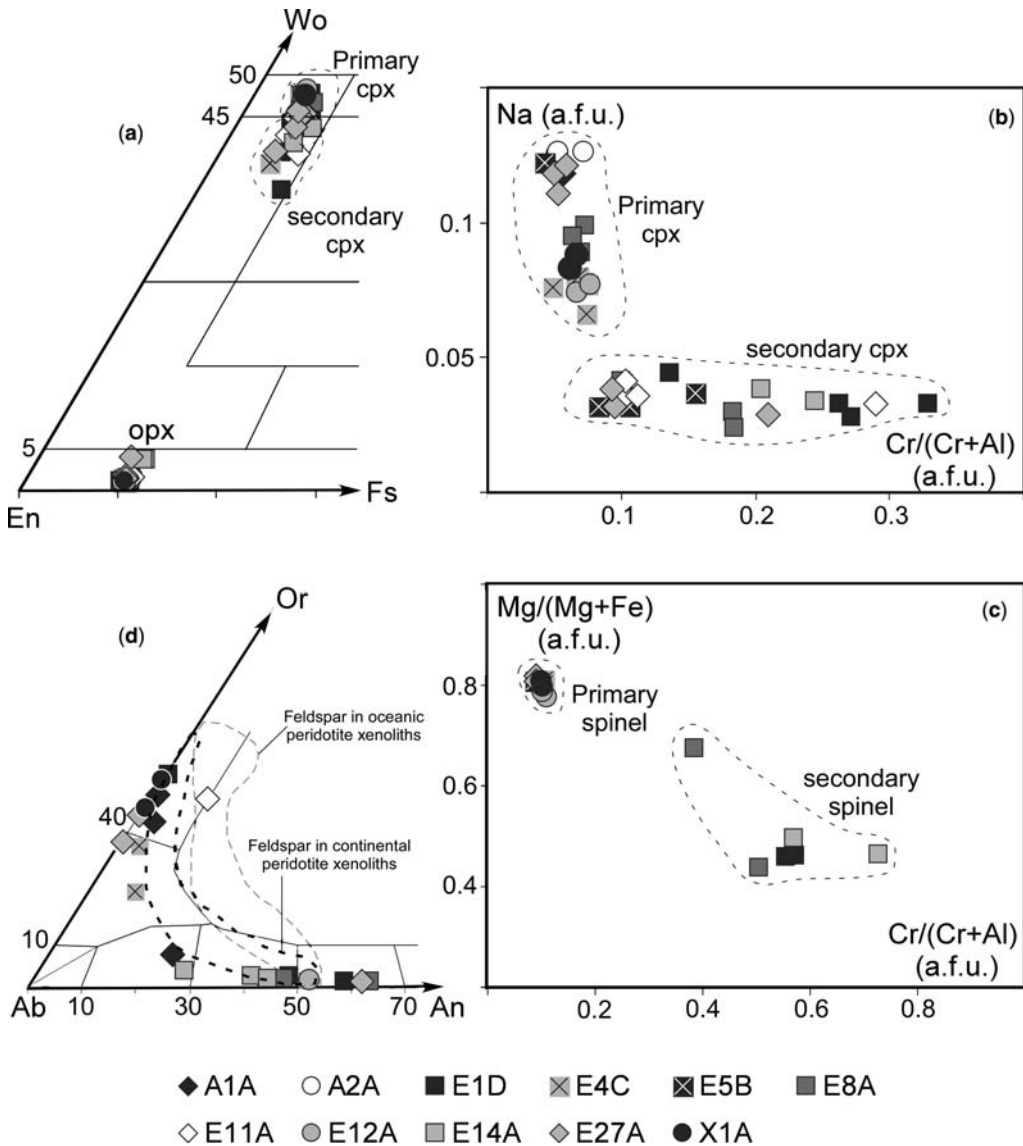 Wo
Primary
cpx
50
45
(a)
secondary
cpx
opx
5
En
Fs
Na (a.f.u.)
(b)
Primary
cpx
0.1
0.05
secondary cpx
Cr/(Cr+Al)
(a.f.u.)
0.1 0.2 0.3
Or
(d)
Feldspar in oceanic
peridotite xenoliths
40
Feldspar in continental
peridotite xenoliths
10
Ab 10 30 50 70 An
Mg/(Mg+Fe)
(a.f.u.)
(c)
0.8
Primary
spinel
0.6
secondary
spinel
0.4
Cr/(Cr+Al)
(a.f.u.)
0.2 0.4 0.6 0.8
A1A A2A E1D E4C E5B E8A
E11A E12A E14A E27A X1A